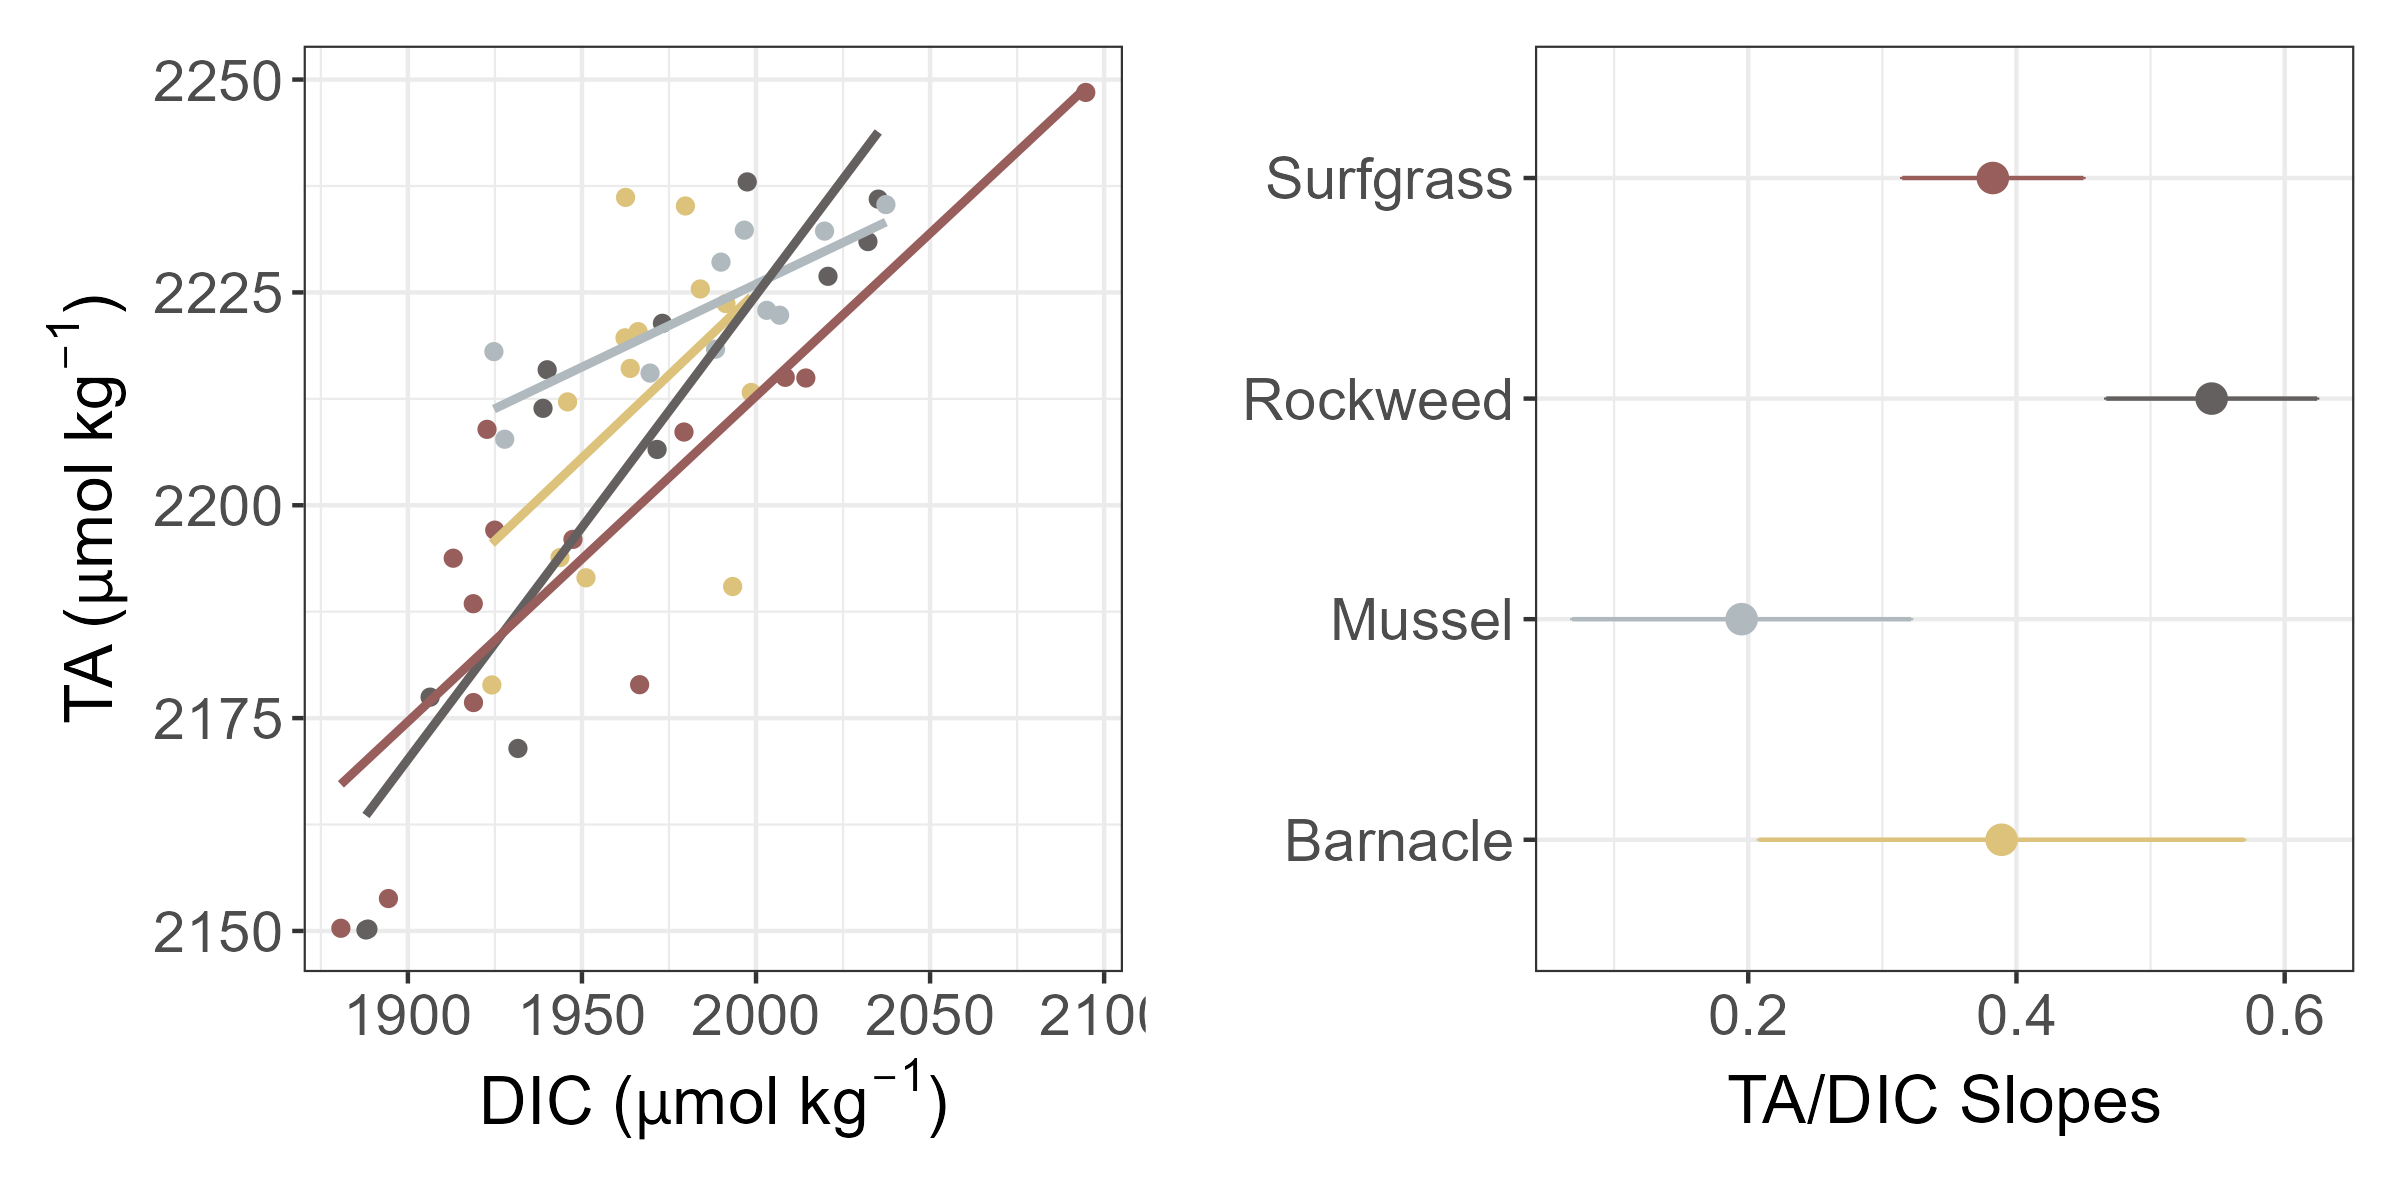 2250
2225
2200
2175
2150
TA (µmol kg⁻¹)
1900 1950 2000 2050 210
DIC (µmol kg⁻¹)
Surfgrass
Rockweed
Mussel
Barnacle
0.2 0.4 0.6
TA/DIC Slopes